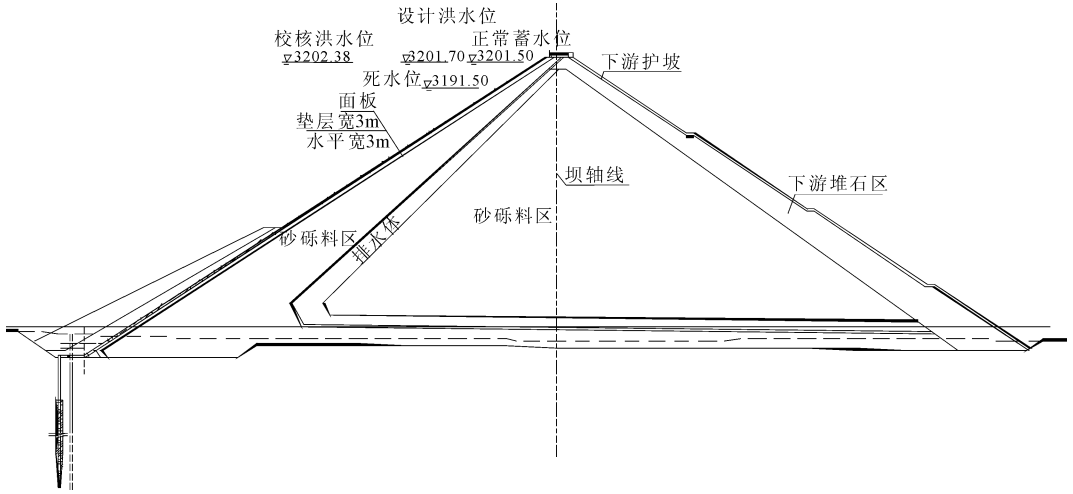 设计洪水位
校核洪水位
正常蓄水位
3202.38
3201.70
3201.50
下游护坡
死水位
3191.50
面板
垫层宽3m
水平宽3m
坝轴线
下游堆石区
砂砾料区
砂砾料区
排水体